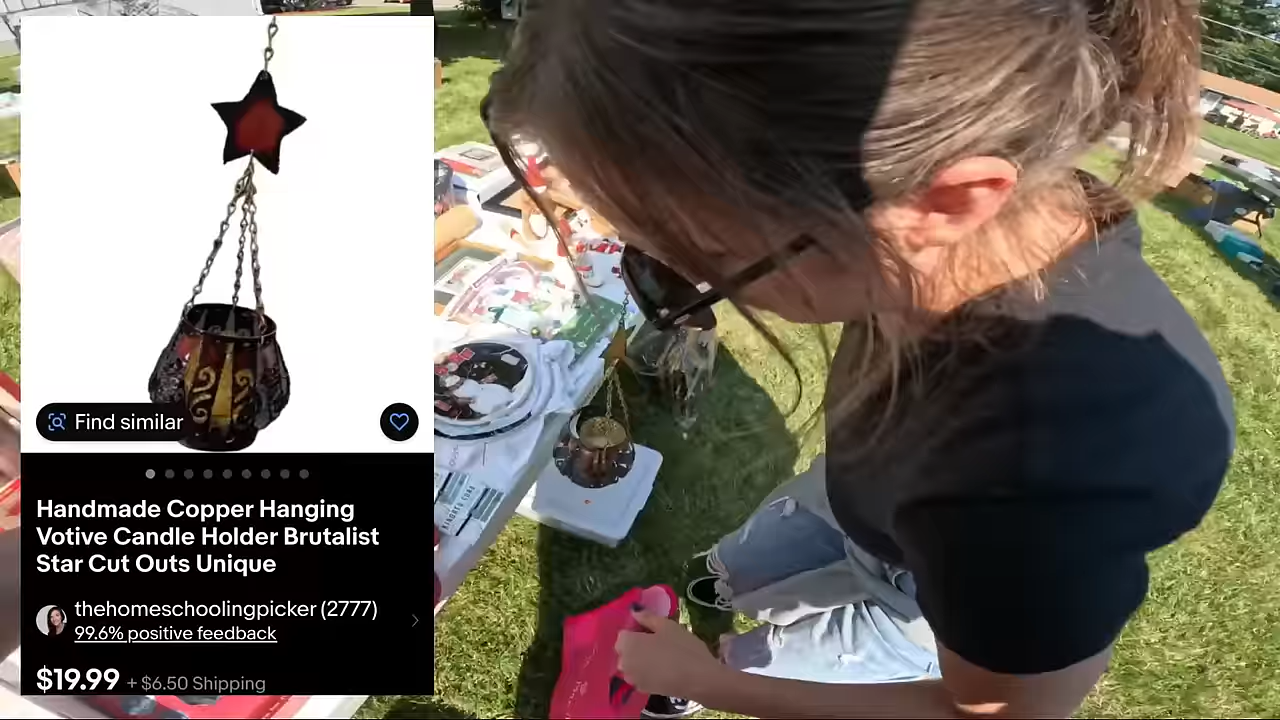 Find similar
Handmade Copper Hanging
Votive Candle Holder Brutalist
Star Cut Outs Unique
thehomeschoolingpicker (2777)
99.6% positive feedback
$19.99 + $6.50 Shipping